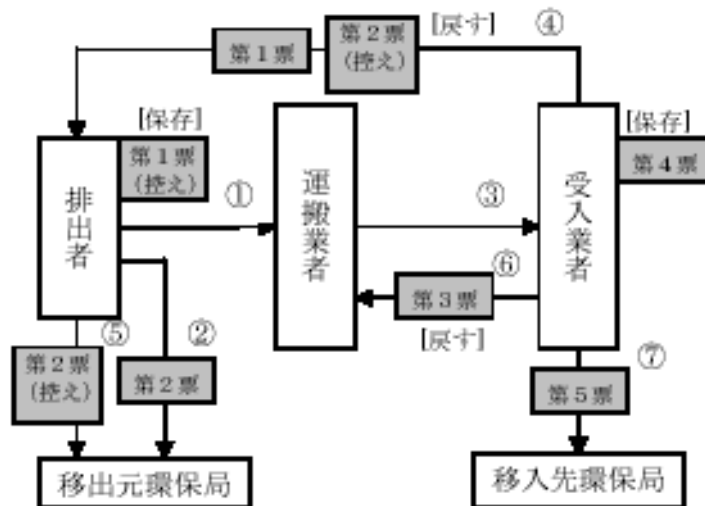 [戻す]
④
第1票
第2票
(控え)
[保存]
第1票
(控え)
[保存]
第4票
排出者
①
運搬業者
③
受入業者
⑥
第3票
[戻す]
⑤
②
⑦
第2票
(控え)
第2票
第5票
移出元環保局
移入先環保局